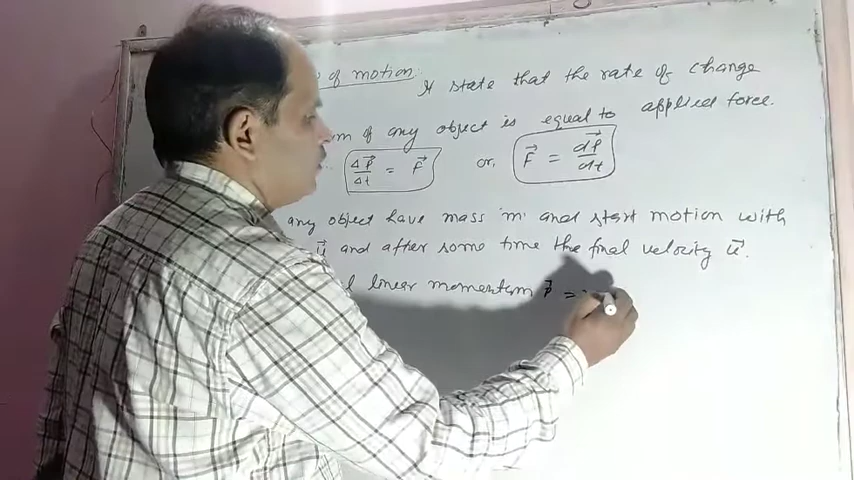 of motion: It state that the rate of change
of any object is equal to applied force.
Δp⃗/Δt = F⃗ or, F⃗ = dp⃗/dt
any object have mass 'm' and start motion with
u⃗ and after some time the final velocity
linear momentum p⃗ =